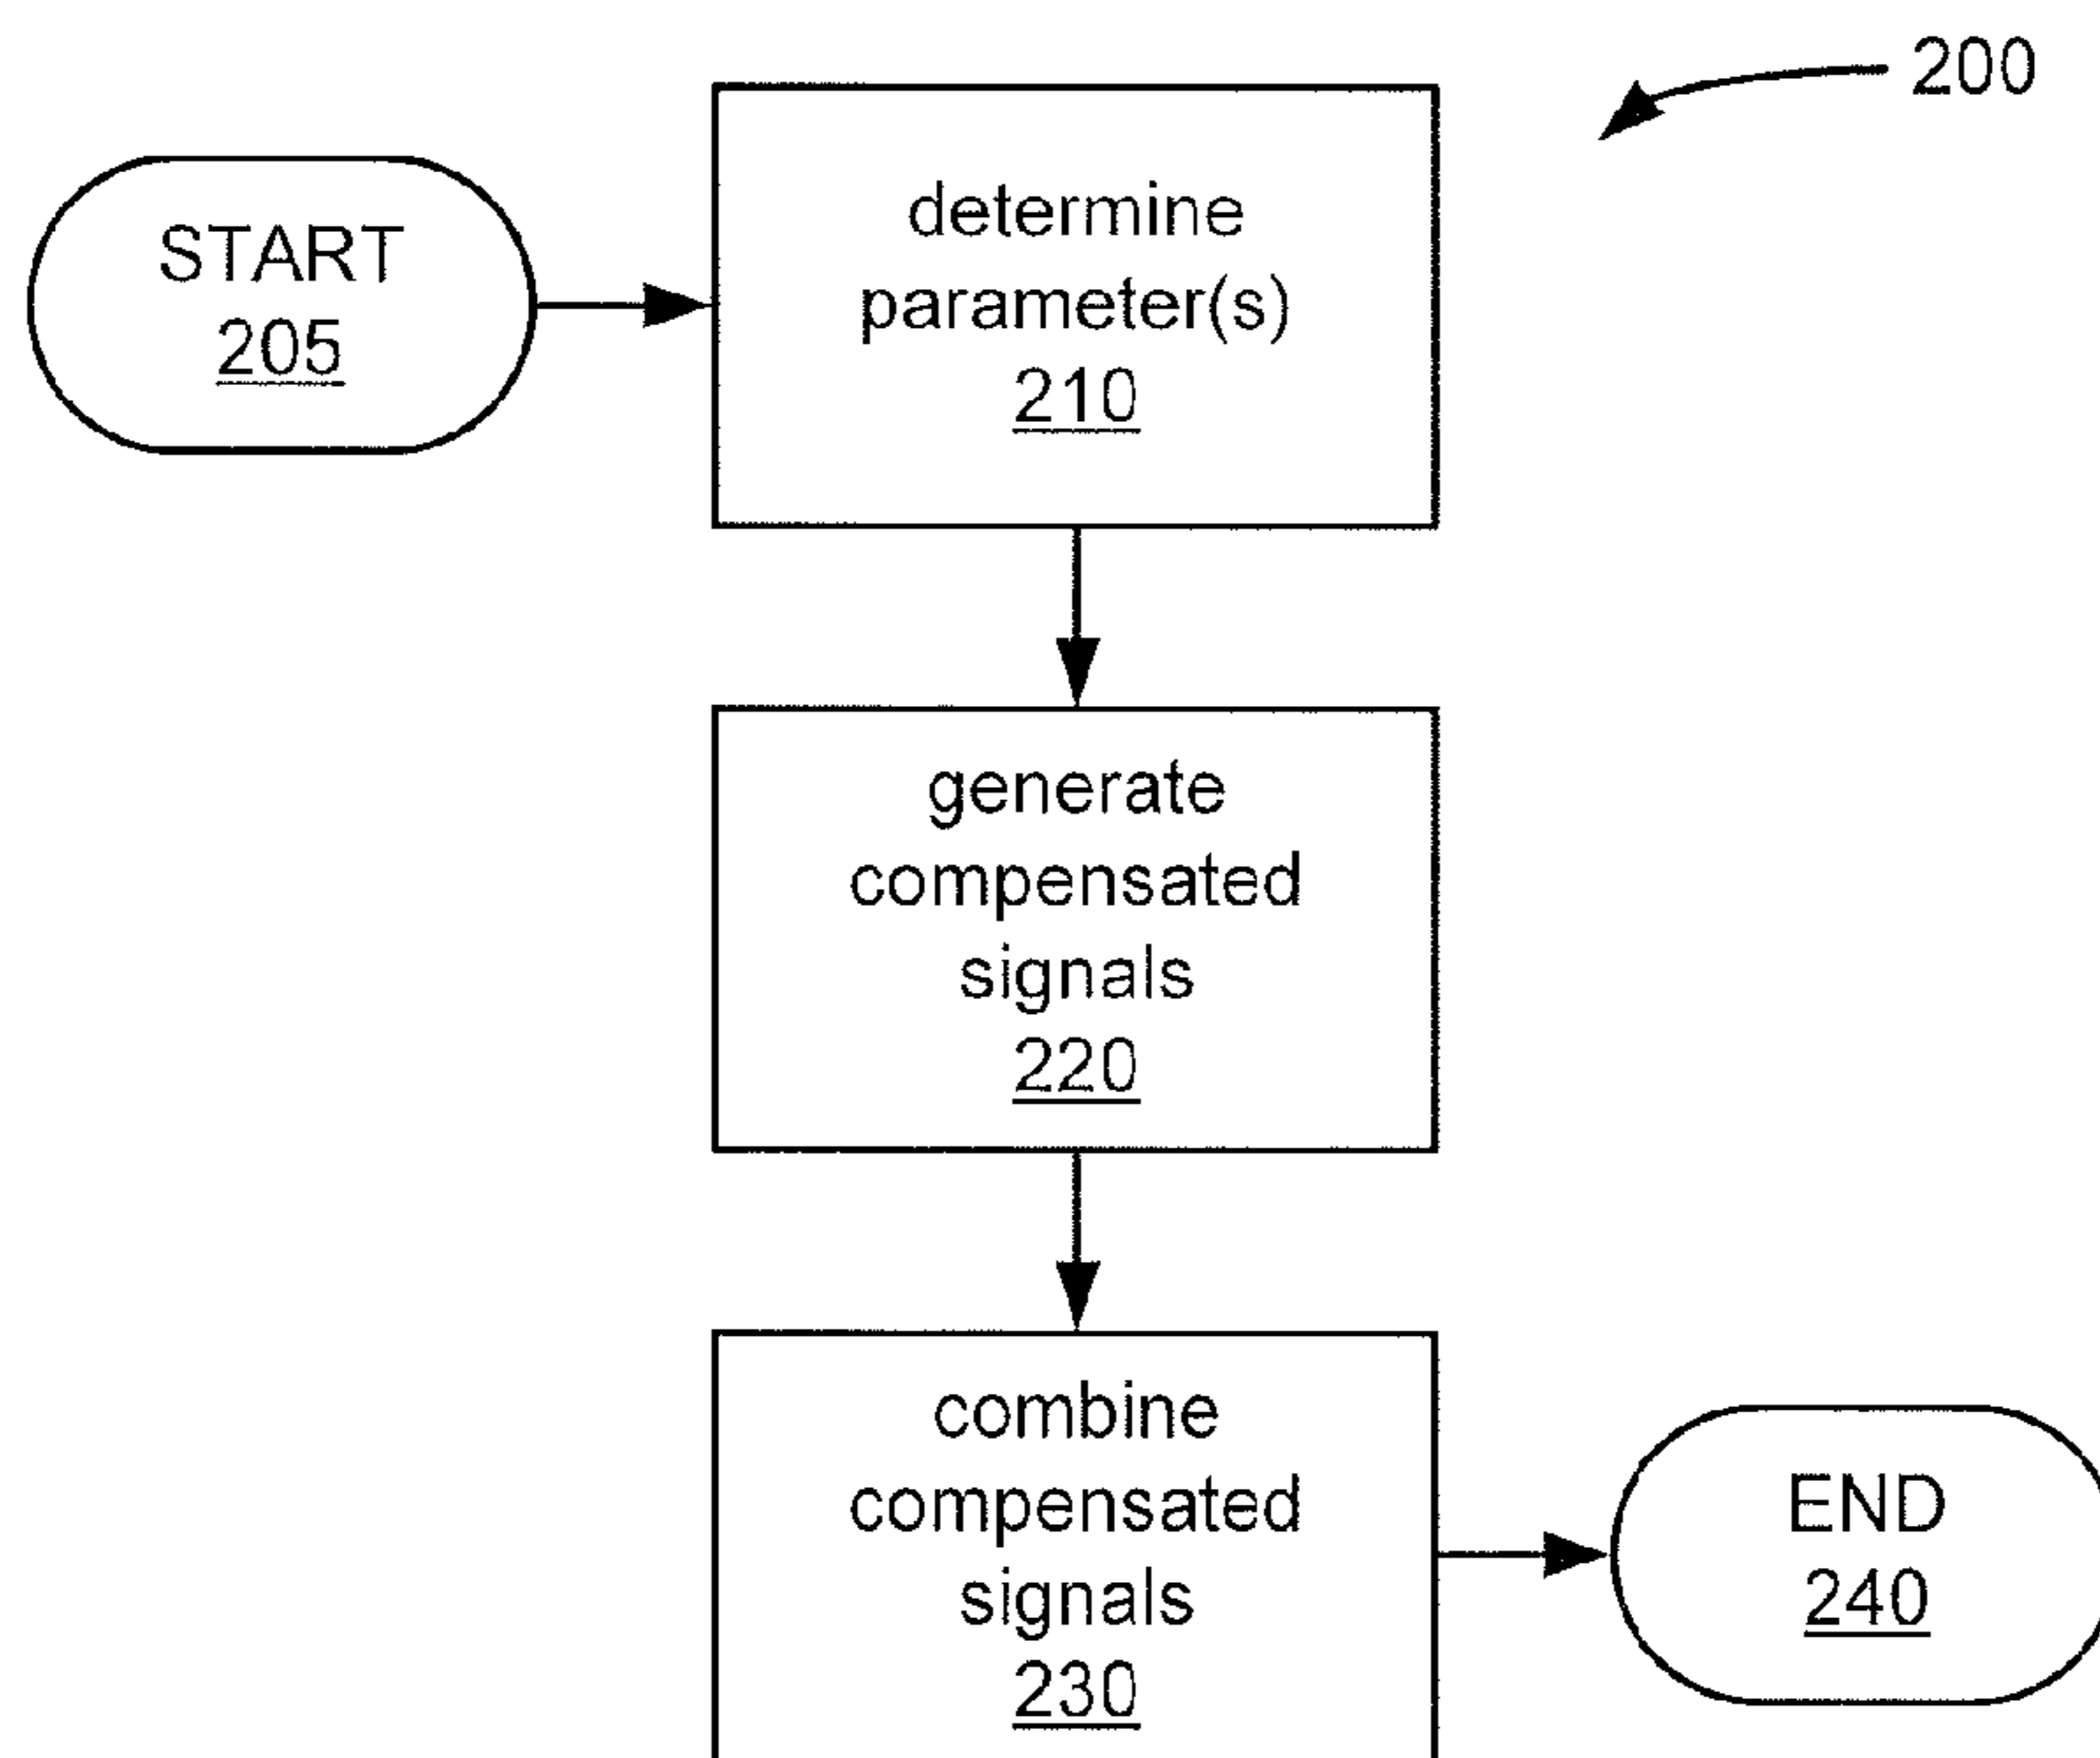 200
START
205
determine
parameter(s)
210
generate
compensated
signals
220
combine
compensated
signals
230
END
240